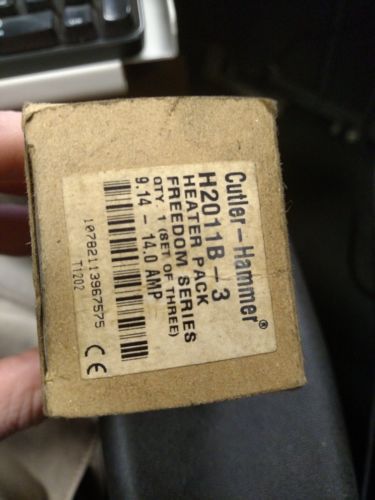 Cutler-Hammer®
H2011B-3
HEATER PACK
FREEDOM SERIES
QTY. 1 (SET OF THREE)
9.14 - 14.0 AMP
10782113967575
T1202
CE